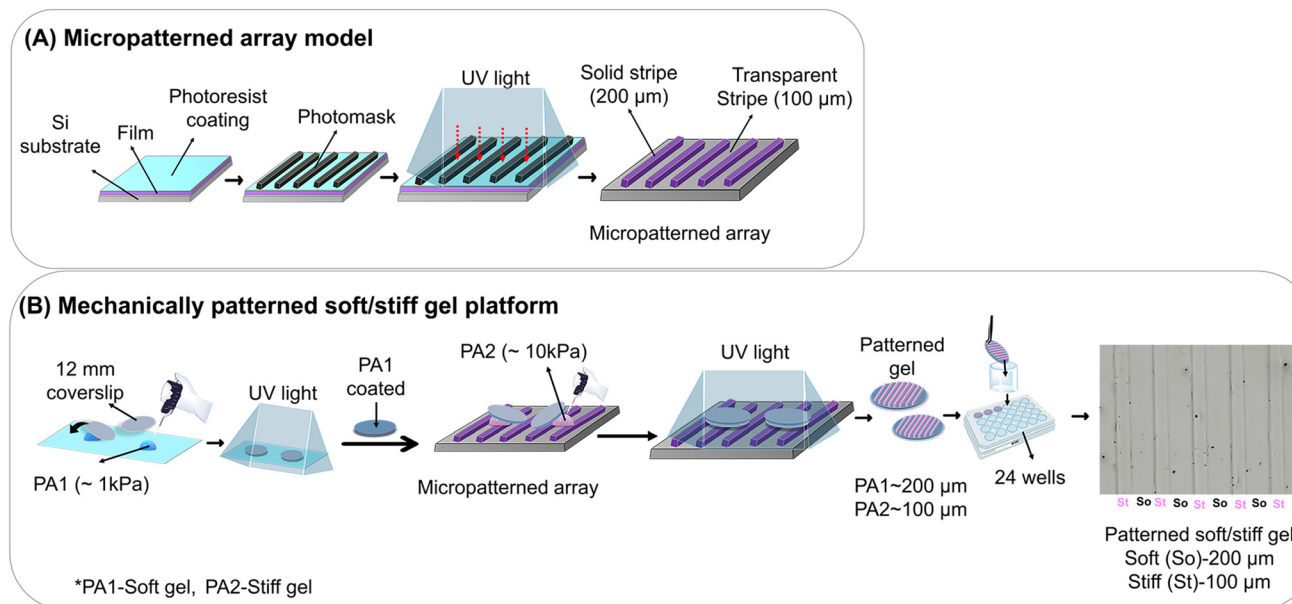 (A) Micropatterned array model
Si
substrate
Film
Photoresist
coating
Photomask
UV light
Solid stripe
(200 μm)
Transparent
Stripe (100 μm)
Micropatterned array
(B) Mechanically patterned soft/stiff gel platform
12 mm
coverslip
PA1 (~ 1kPa)
UV light
PA1
coated
PA2 (~ 10kPa)
Micropatterned array
UV light
Patterned
gel
PA1~200 μm
PA2~100 μm
24 wells
St So St So St So St So St
Patterned soft/stiff gel
Soft (So)-200 μm
Stiff (St)-100 μm
*PA1-Soft gel, PA2-Stiff gel